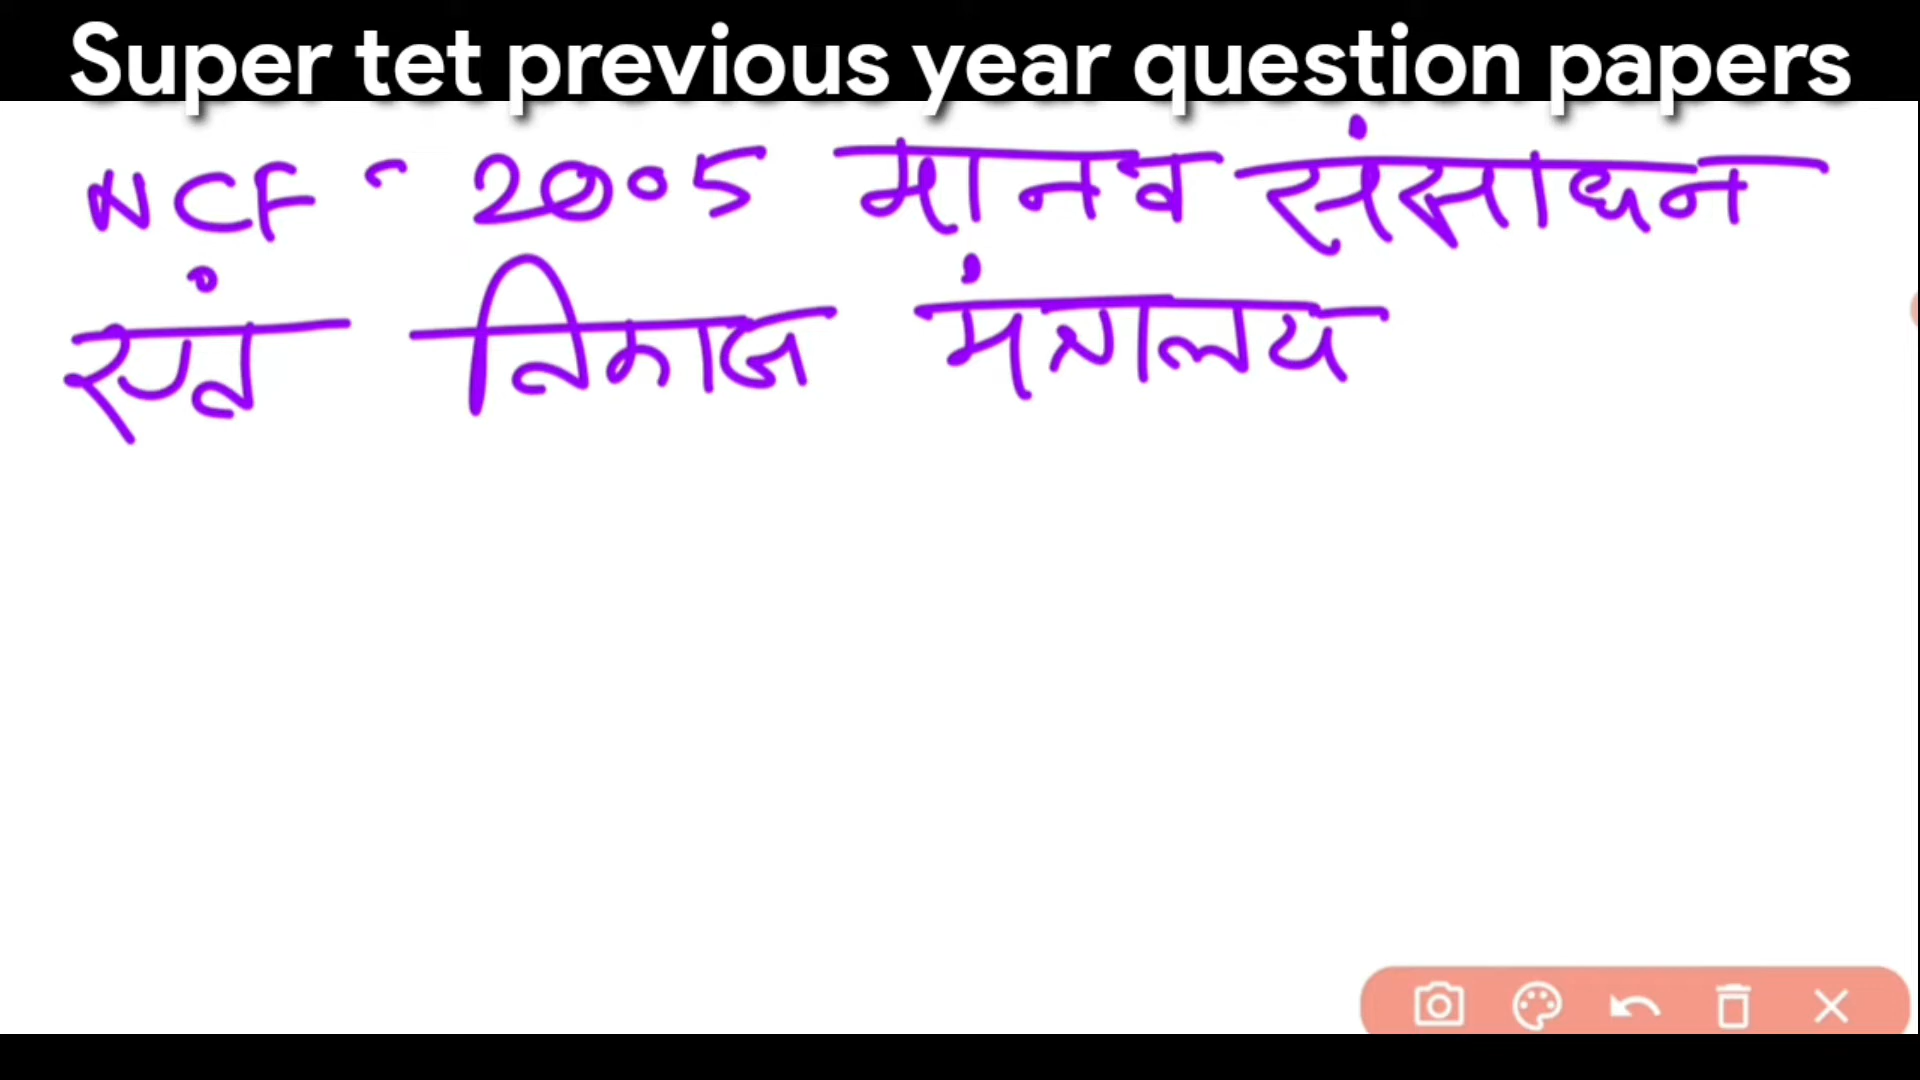 Super tet previous year question papers
NCF - 2005 मानव संसाधन
एवं विकास मंत्रालय